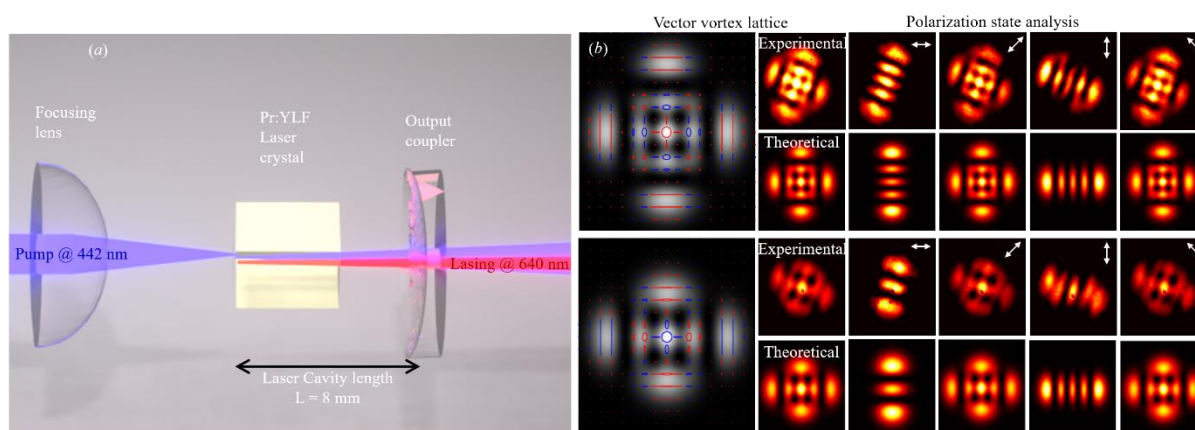 (a)
Focusing
lens
Pr:YLF
Laser
crystal
Output
coupler
Pump @ 442 nm
Lasing @ 640 nm
Laser Cavity length
L = 8 mm
Vector vortex lattice
Polarization state analysis
(b)
Experimental
Theoretical
Experimental
Theoretical